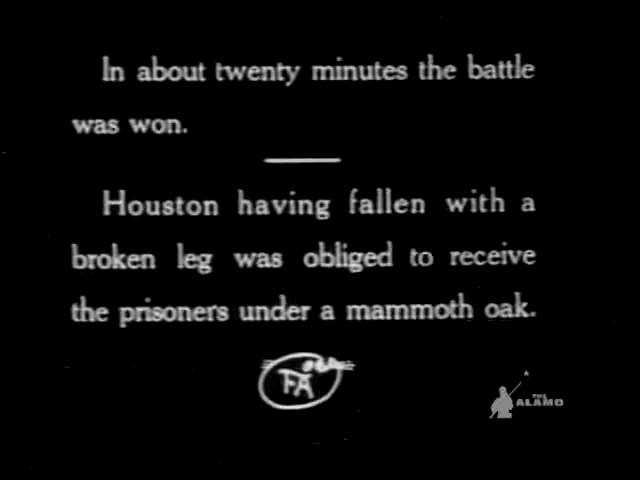 In about twenty minutes the battle
was won.
Houston having fallen with a
broken leg was obliged to receive
the prisoners under a mammoth oak.
FA
THE
ALAMO